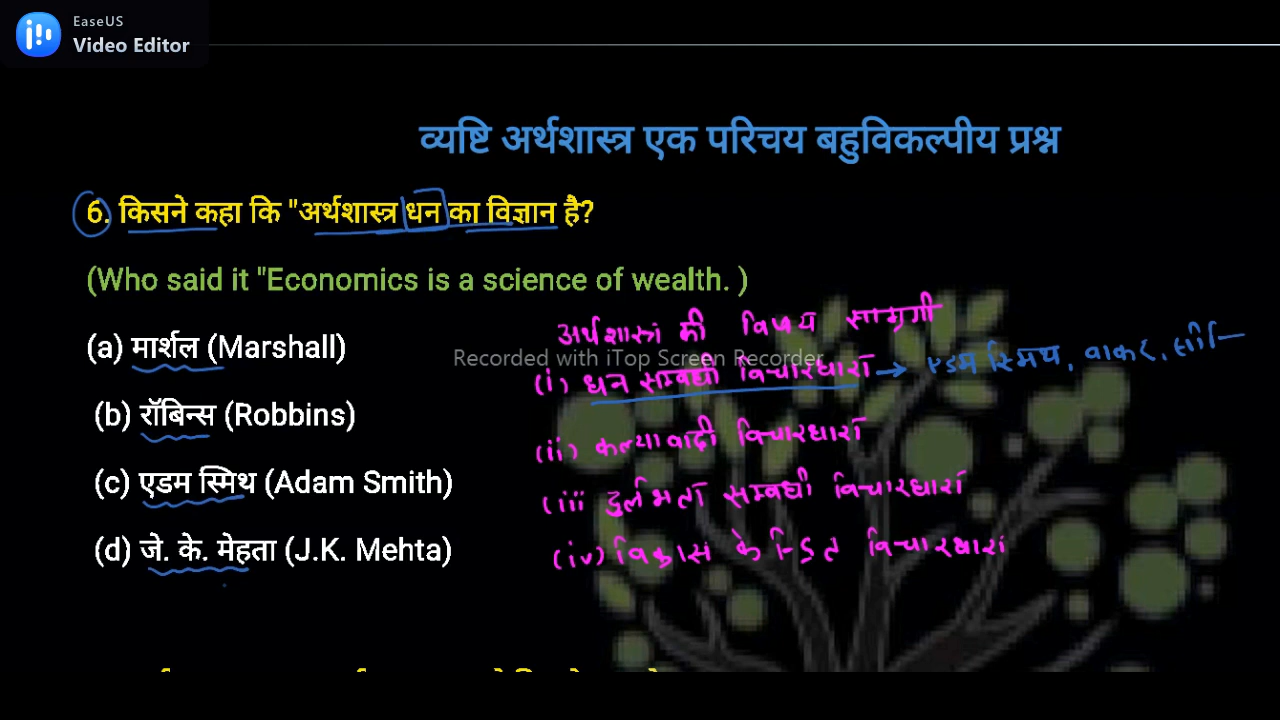 EaseUS
Video Editor
व्यष्टि अर्थशास्त्र एक परिचय बहुविकल्पीय प्रश्न
6. किसने कहा कि "अर्थशास्त्र धन का विज्ञान है?
(Who said it "Economics is a science of wealth. )
अर्थशास्त्र की विषय सामग्री
(a) मार्शल (Marshall)
Recorded with iTop Screen Recorder
(i) धन सम्बधी विचारधारा → एडम स्मिथ, वाकर,
(b) रॉबिन्स (Robbins)
(ii) कल्यावादी विचारधारा
(c) एडम स्मिथ (Adam Smith)
(iii दुर्लभता सम्बधी विचारधारा
(d) जे. के. मेहता (J.K. Mehta)
(iv) विकास के विचारधारा